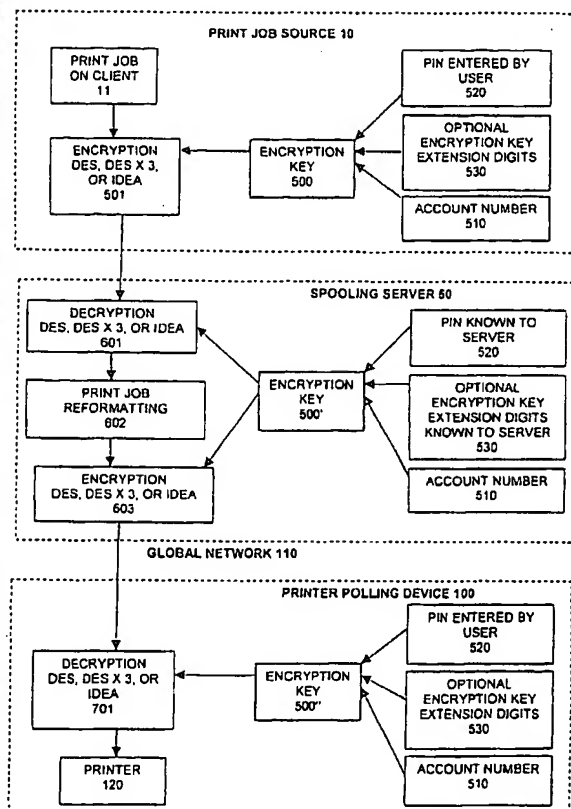 PRINT JOB SOURCE 10
PRINT JOB
ON CLIENT
11
PIN ENTERED BY
USER
520
ENCRYPTION
DES, DES X 3,
OR IDEA
501
ENCRYPTION
KEY
500
OPTIONAL
ENCRYPTION KEY
EXTENSION DIGITS
530
ACCOUNT NUMBER
510
SPOOLING SERVER 50
DECRYPTION
DES, DES X 3, OR IDEA
601
PIN KNOWN TO
SERVER
520
PRINT JOB
REFORMATTING
602
ENCRYPTION
KEY
500'
OPTIONAL
ENCRYPTION KEY
EXTENSION DIGITS
KNOWN TO SERVER
530
ENCRYPTION
DES, DES X 3, OR IDEA
603
ACCOUNT NUMBER
510
GLOBAL NETWORK 110
PRINTER POLLING DEVICE 100
PIN ENTERED BY
USER
520
DECRYPTION
DES, DES X 3, OR
IDEA
701
ENCRYPTION
KEY
500"
OPTIONAL
ENCRYPTION KEY
EXTENSION DIGITS
530
PRINTER
120
ACCOUNT NUMBER
510